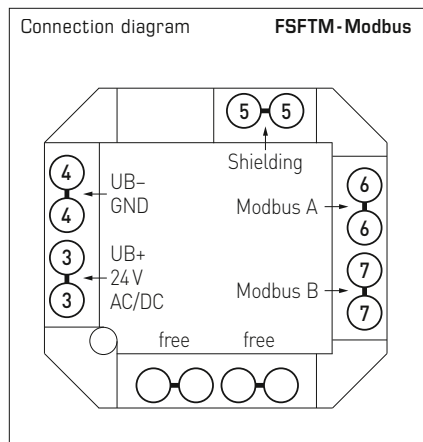 Connection diagram FSFTM-Modbus
5 5
Shielding
4
4
UB–
GND
3
3
UB+
24 V
AC/DC
Modbus A
6
6
Modbus B
7
7
free free